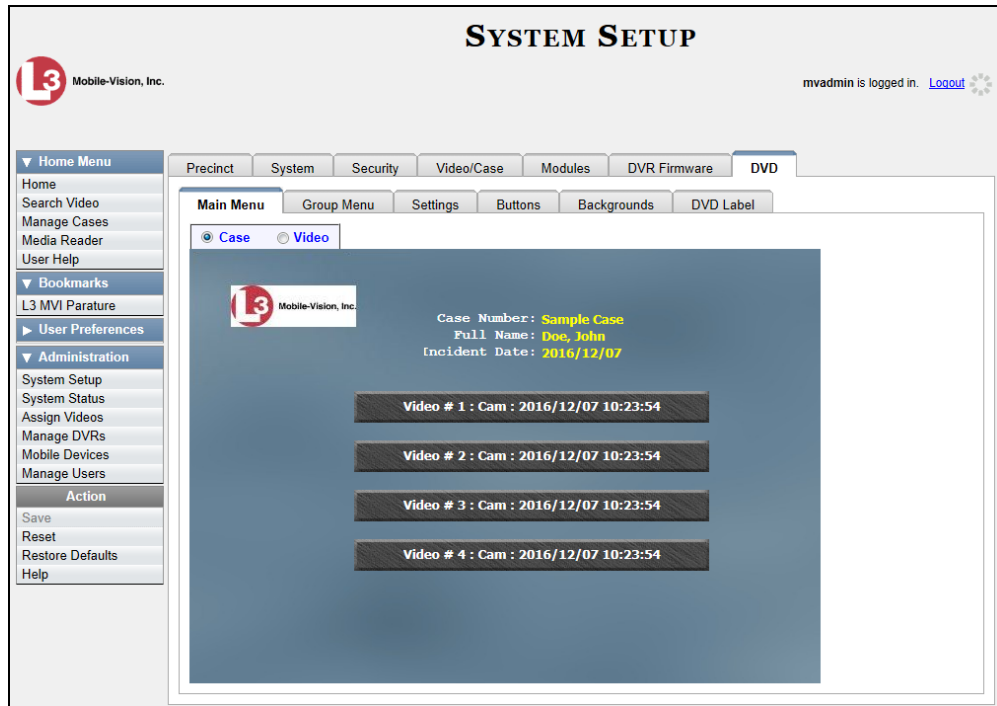 SYSTEM SETUP
L3 Mobile-Vision, Inc.
mvadmin is logged in. Logout
▼ Home Menu
Home
Search Video
Manage Cases
Media Reader
User Help
▼ Bookmarks
L3 MVI Parature
► User Preferences
▼ Administration
System Setup
System Status
Assign Videos
Manage DVRs
Mobile Devices
Manage Users
Action
Save
Reset
Restore Defaults
Help
Precinct System Security Video/Case Modules DVR Firmware DVD
Main Menu Group Menu Settings Buttons Backgrounds DVD Label
Case Video
L3 Mobile-Vision, Inc.
Case Number: Sample Case
Full Name: Doe, John
Incident Date: 2016/12/07
Video # 1 : Cam : 2016/12/07 10:23:54
Video # 2 : Cam : 2016/12/07 10:23:54
Video # 3 : Cam : 2016/12/07 10:23:54
Video # 4 : Cam : 2016/12/07 10:23:54